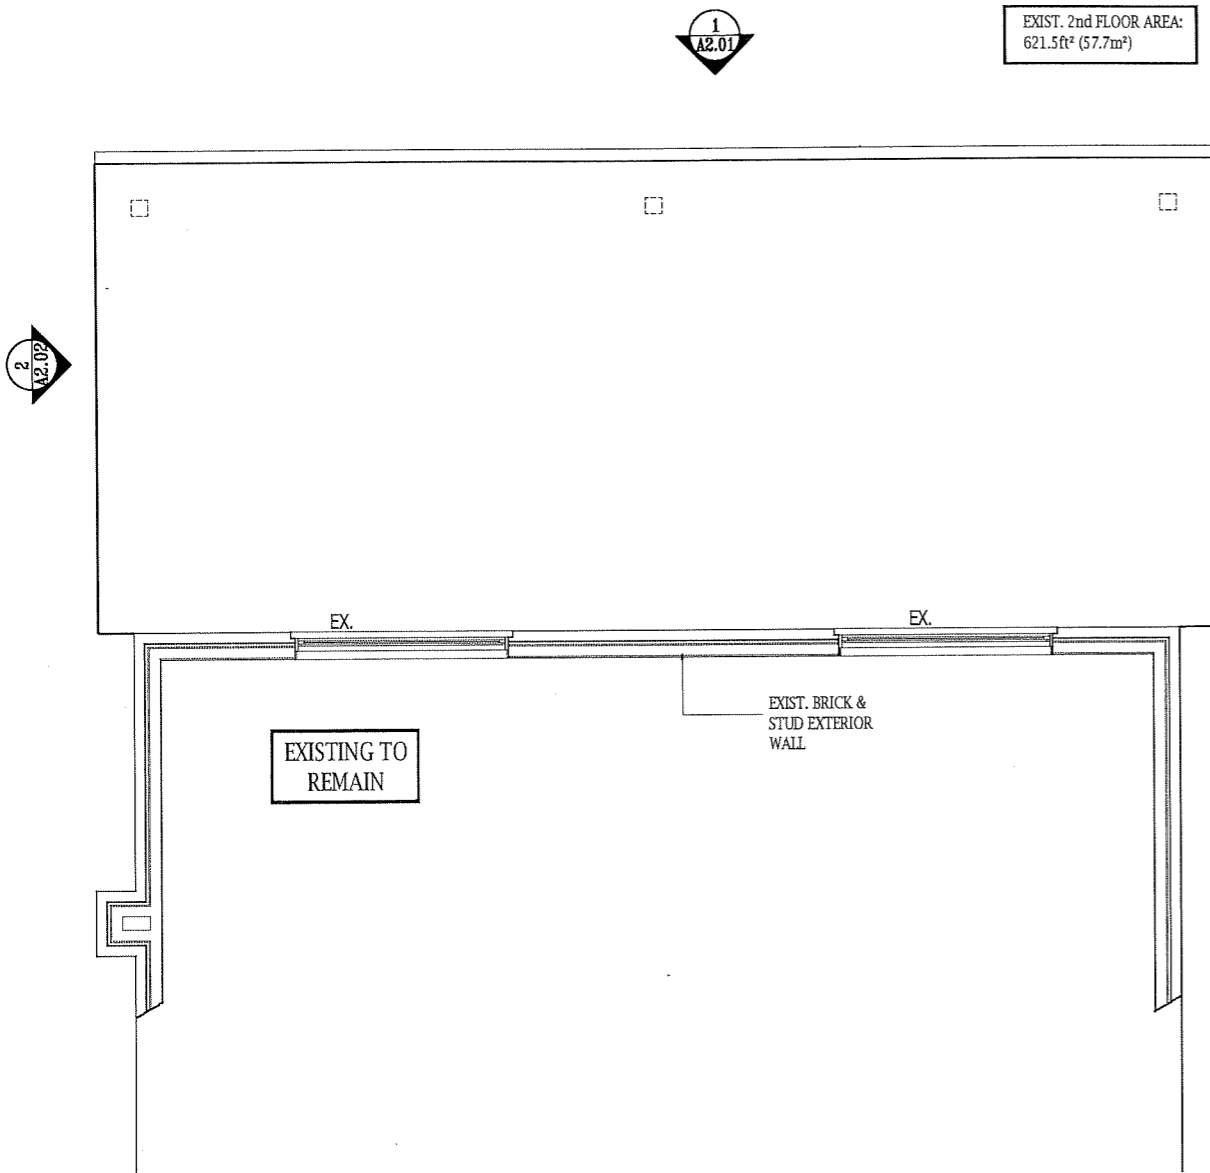 1
A2.01
EXIST. 2nd FLOOR AREA:
621.5ft² (57.7m²)
2
A2.02
EX.
EX.
EXIST. BRICK &
STUD EXTERIOR
WALL
EXISTING TO
REMAIN